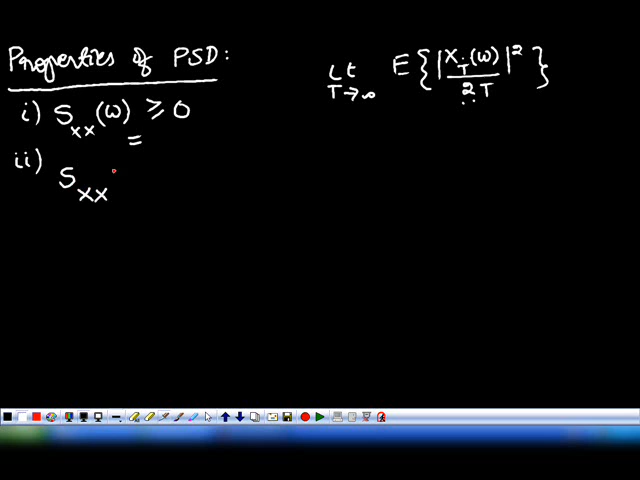 Properties of PSD:
Lt T→∞ E{|X_T(ω)|² / 2T}
i) S_XX(ω) ≥ 0
ii) S_XX